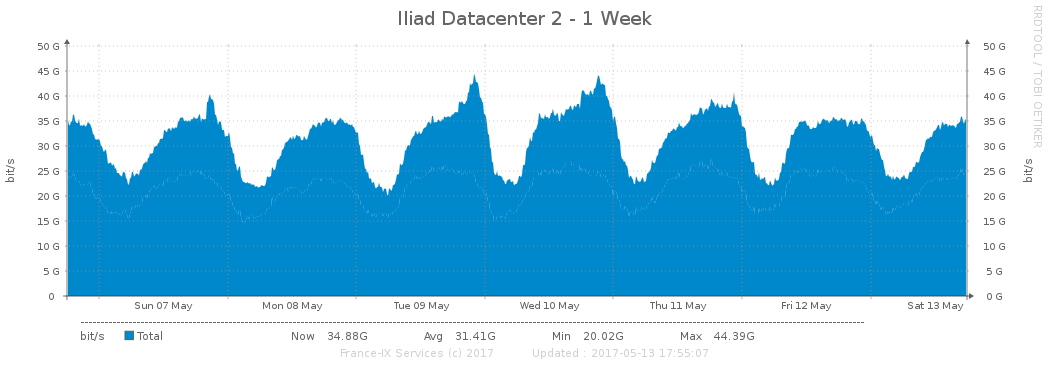 Iliad Datacenter 2 - 1 Week
RRDTOOL / TOBI OETIKER
50 G 50 G
45 G 45 G
40 G 40 G
35 G 35 G
30 G 30 G
25 G 25 G
20 G 20 G
15 G 15 G
10 G 10 G
5 G 5 G
0 0 G
bit/s bit/s
Sun 07 May Mon 08 May Tue 09 May Wed 10 May Thu 11 May Fri 12 May Sat 13 May
bit/s Total Now 34.88G Avg 31.41G Min 20.02G Max 44.39G
France-IX Services (c) 2017 Updated : 2017-05-13 17:55:07